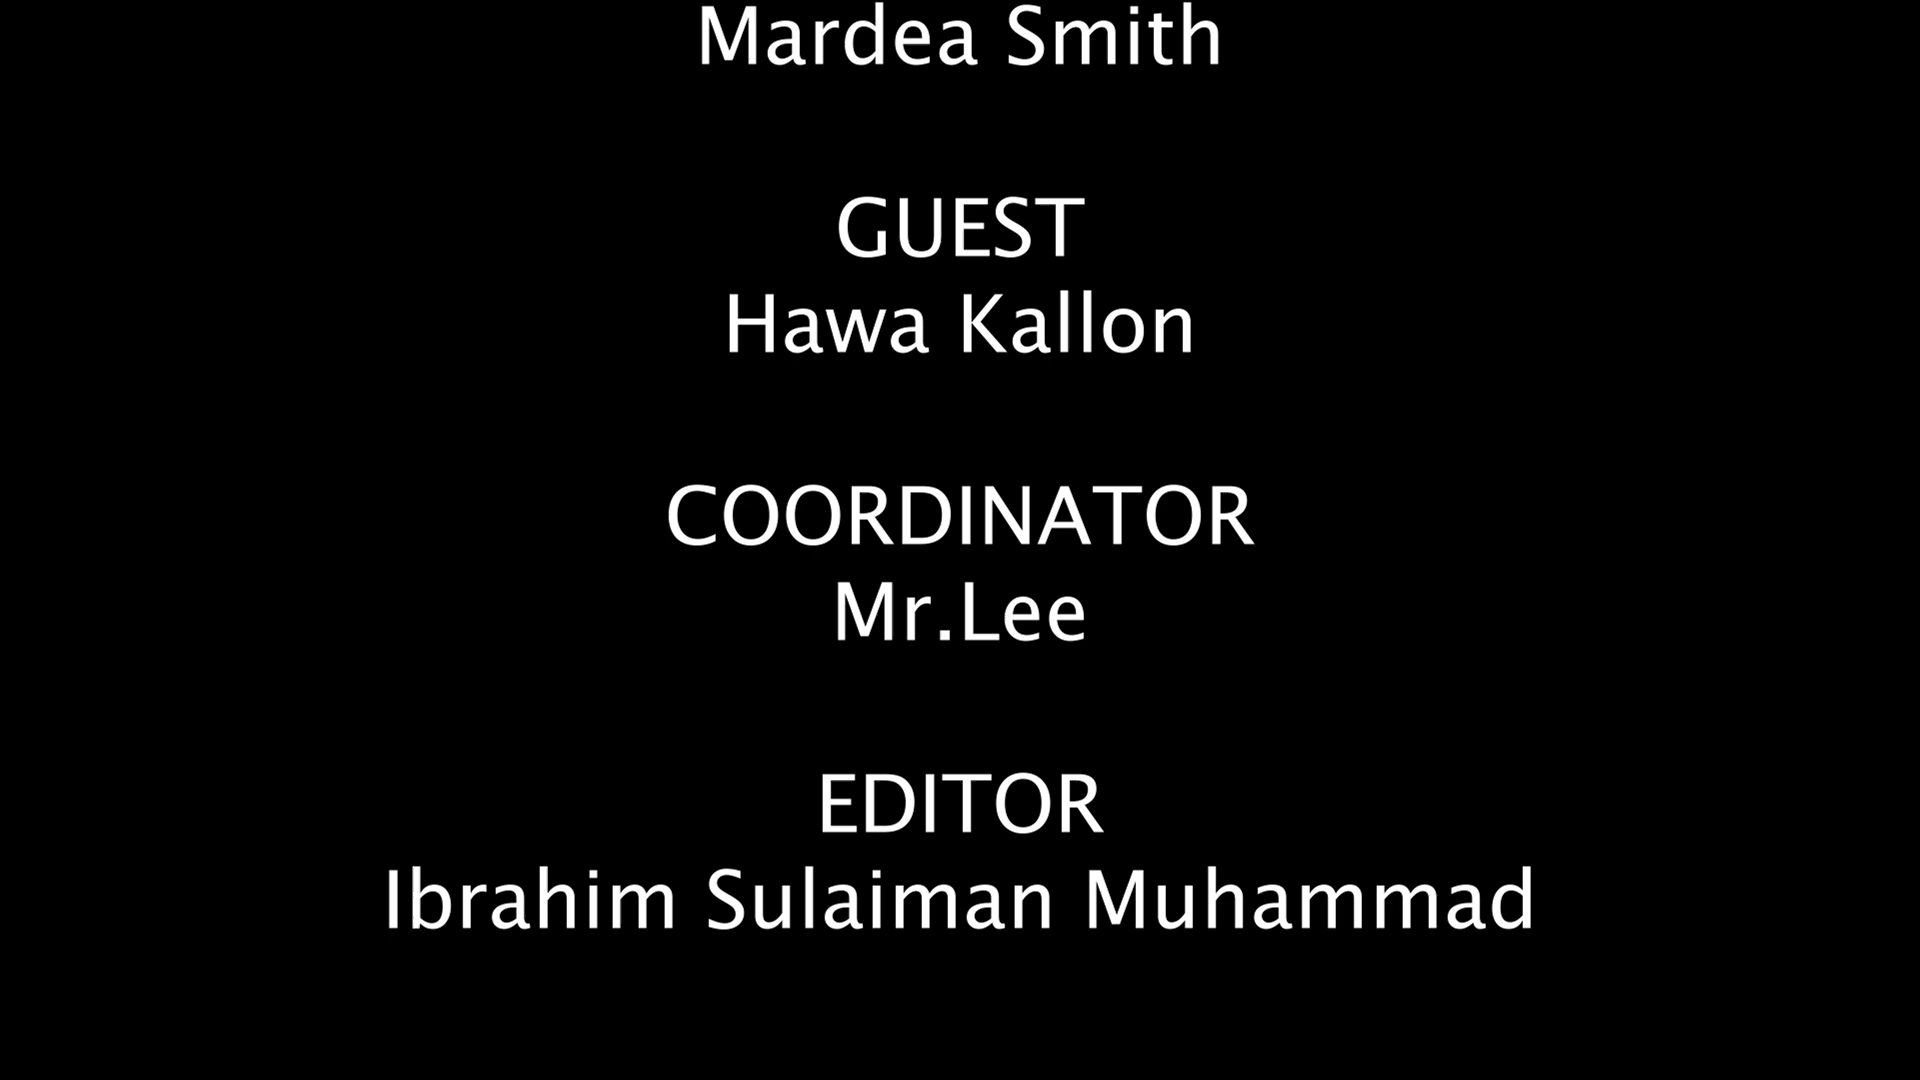 Mardea Smith
GUEST
Hawa Kallon
COORDINATOR
Mr.Lee
EDITOR
Ibrahim Sulaiman Muhammad